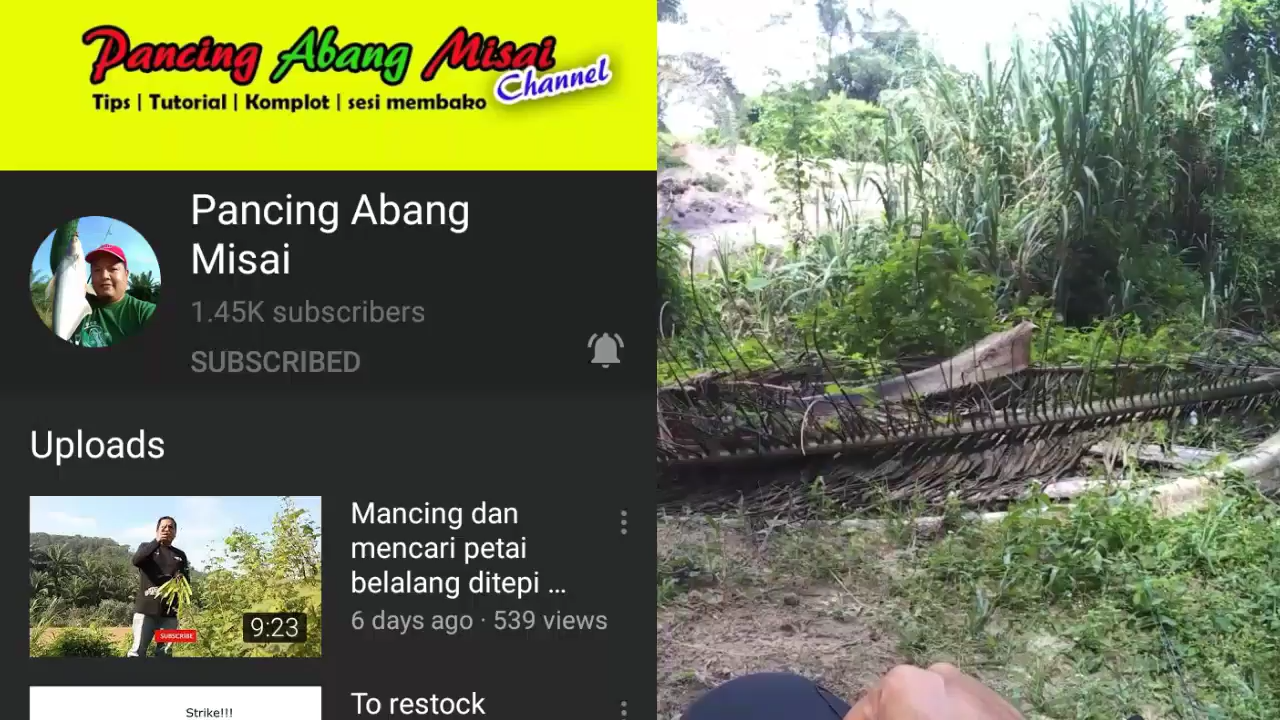 Pancing Abang Misai
Channel
Tips | Tutorial | Komplot | sesi membako
Pancing Abang
Misai
1.45K subscribers
SUBSCRIBED
Uploads
Mancing dan
mencari petai
belalang ditepi ...
6 days ago · 539 views
SUBSCRIBE
9:23
Strike!!!
To restock